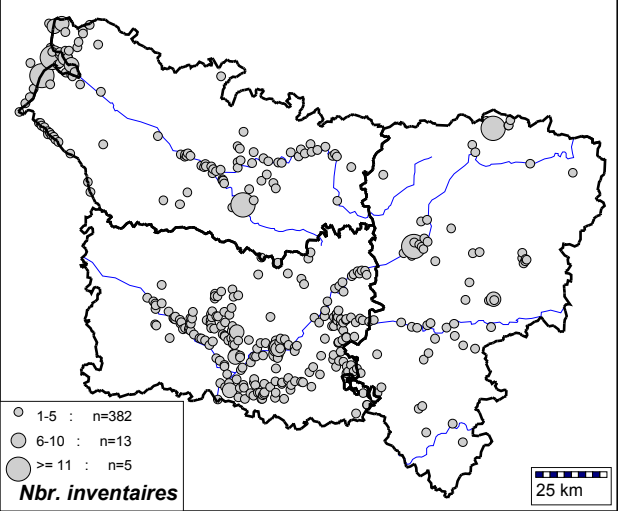 1-5 : n=382
6-10 : n=13
>= 11 : n=5
Nbr. inventaires
25 km